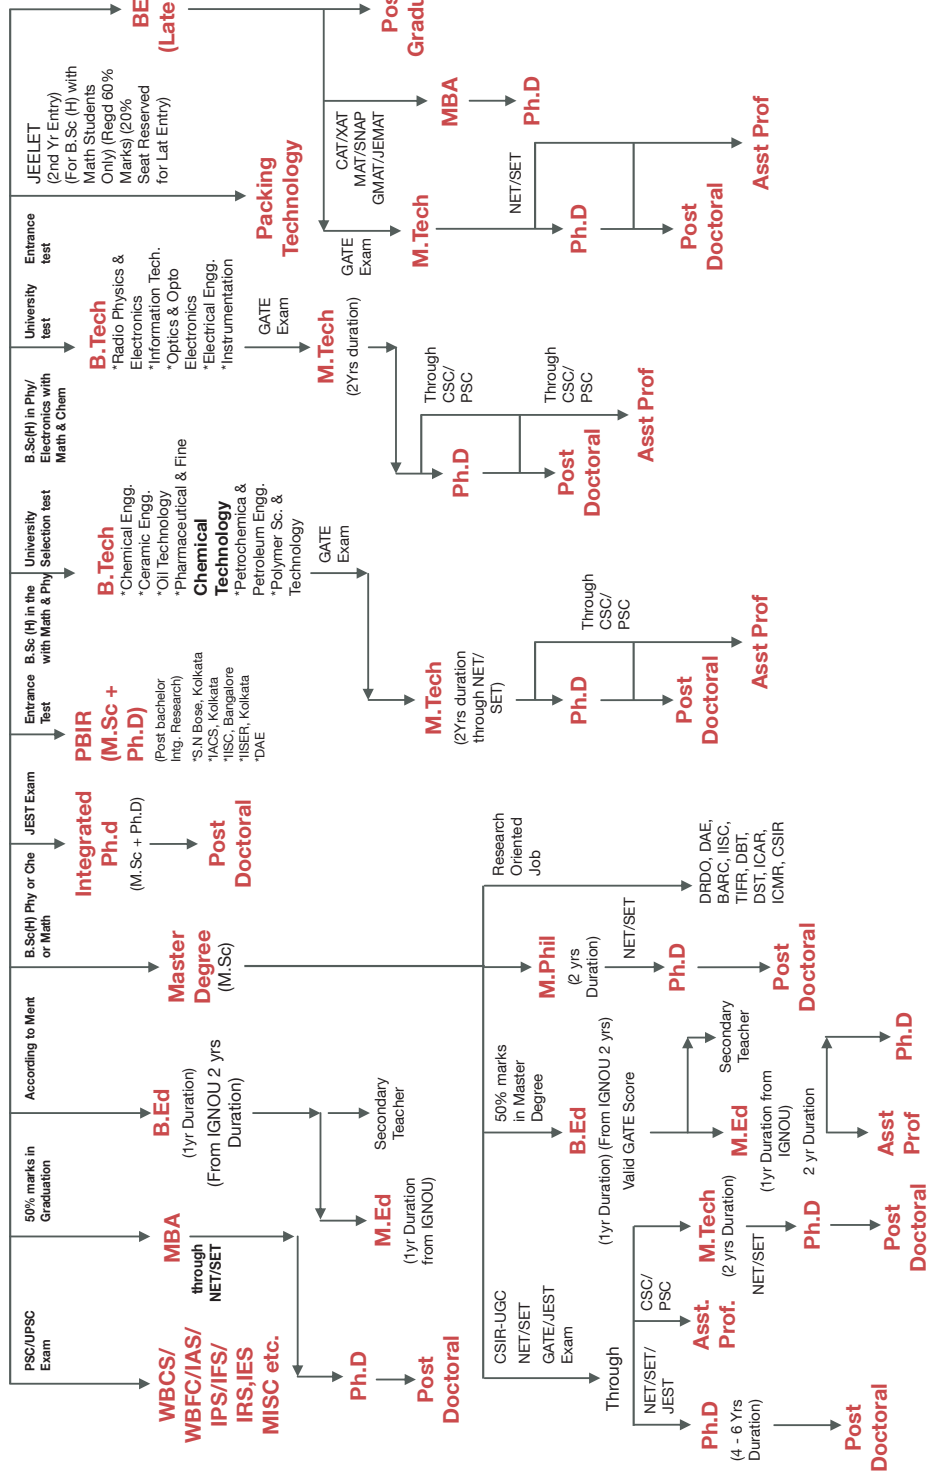 PSC/UPSC
Exam
WBCS/
WBFC/IAS/
IPS/IFS/
IRS,IES
MISC etc.
50% marks in
Graduation
MBA
through
NET/SET
Ph.D
Post
Doctoral
According to Ment
B.Ed
(1yr Duration)
(From IGNOU 2 yrs
Duration)
M.Ed
(1yr Duration
from IGNOU)
Secondary
Teacher
B.Sc(H) Phy or Che
or Math
Master
Degree
(M.Sc)
CSIR-UGC
NET/SET
GATE/JEST
Exam
Through
NET/SET/
JEST
Ph.D
(4 - 6 Yrs
Duration)
Post
Doctoral
CSC/
PSC
Asst.
Prof.
M.Tech
(2 yrs Duration)
NET/SET
Ph.D
Post
Doctoral
50% marks
in Master
Degree
B.Ed
(1yr Duration) (From IGNOU 2 yrs)
Valid GATE Score
M.Ed
(1yr Duration from
IGNOU)
2 yr Duration
Asst
Prof
Ph.D
Secondary
Teacher
M.Phil
(2 yrs
Duration)
NET/SET
Ph.D
Post
Doctoral
Research
Oriented
Job
DRDO, DAE,
BARC, IISC,
TIFR, DBT,
DST, ICAR,
ICMR, CSIR
JEST Exam
Integrated
Ph.d
(M.Sc + Ph.D)
Post
Doctoral
Entrance
Test
PBIR
(M.Sc +
Ph.D)
(Post bachelor
Intg. Research)
*S.N Bose, Kolkata
*IACS, Kolkata
*IISC, Bangalore
*IISER, Kolkata
*DAE
B.Sc (H) in the
with Math & Phy
University
Selection test
B.Tech
*Chemical Engg.
*Ceramic Engg.
*Oil Technology
*Pharmaceutical & Fine
Chemical
Technology
*Petrochemica &
Petroleum Engg.
*Polymer Sc. &
Technology
GATE
Exam
M.Tech
(2Yrs duration
through NET/
SET)
Ph.D
Through
CSC/
PSC
Post
Doctoral
Asst Prof
B.Sc(H) in Phy/
Electronics with
Math & Chem
University
test
B.Tech
*Radio Physics &
Electronics
*Information Tech.
*Optics & Opto
Electronics
*Electrical Engg.
*Instrumentation
GATE
Exam
M.Tech
(2Yrs duration)
Through
CSC/
PSC
Ph.D
Through
CSC/
PSC
Post
Doctoral
Asst Prof
Entrance
test
Packing
Technology
JEELET
(2nd Yr Entry)
(For B.Sc (H) with
Math Students
Only) (Regd 60%
Marks) (20%
Seat Reserved
for Lat Entry)
BE
(Late
GATE
Exam
M.Tech
NET/SET
Ph.D
Post
Doctoral
Asst Prof
CAT/XAT
MAT/SNAP
GMAT/JEMAT
MBA
Ph.D
Pos
Gradu